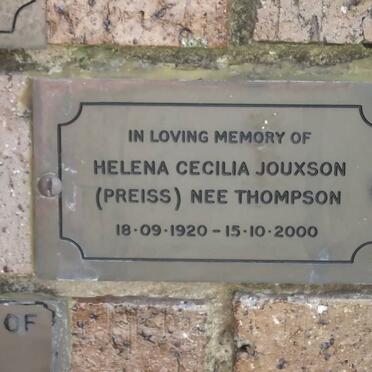 IN LOVING MEMORY OF
HELENA CECILIA JOUXSON
(PREISS) NEE THOMPSON
18·09·1920 – 15·10·2000
OF